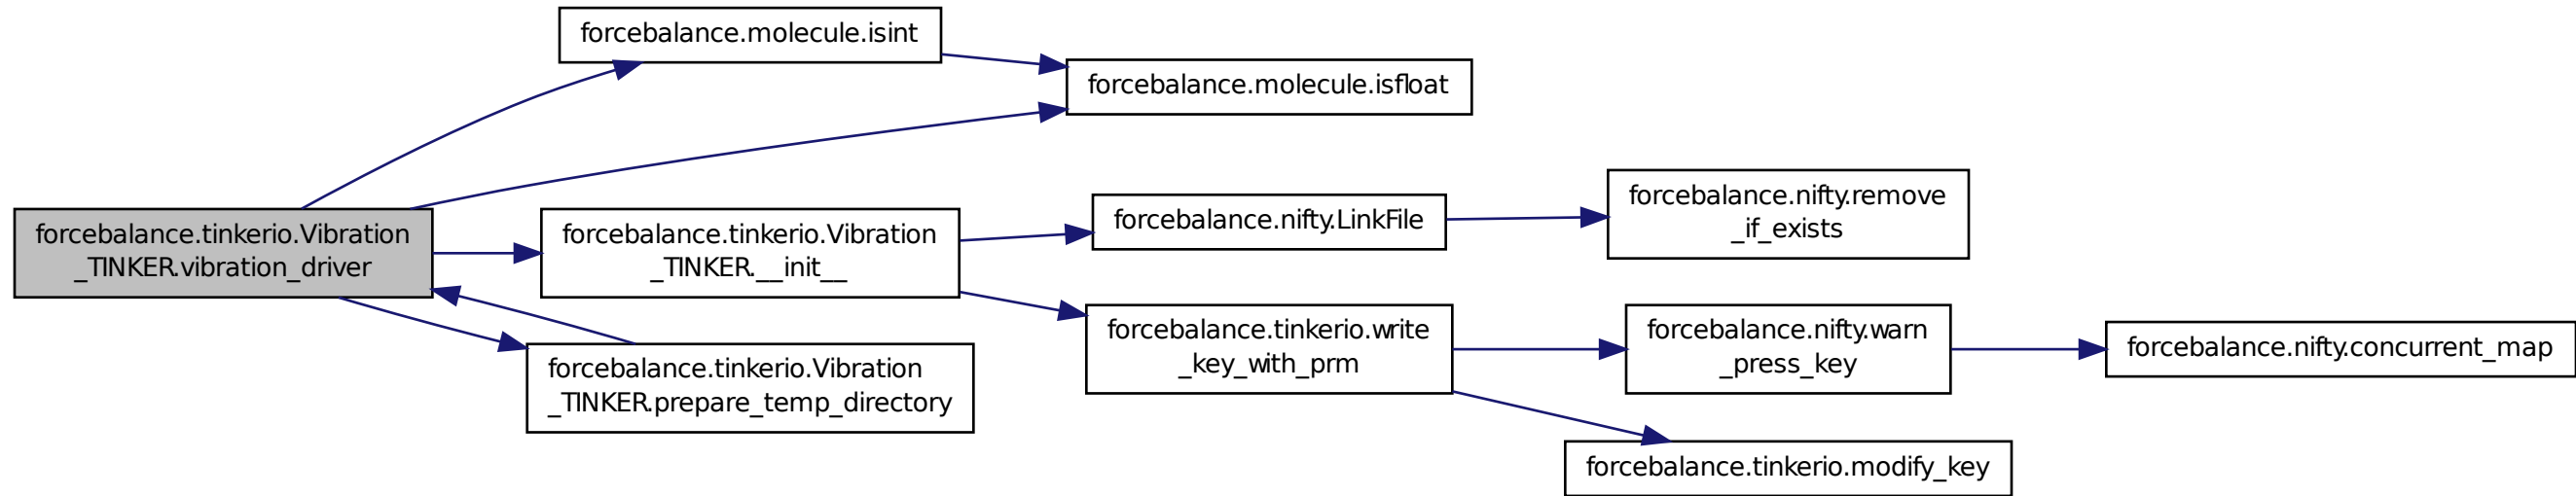 forcebalance.molecule.isint
forcebalance.molecule.isfloat
forcebalance.nifty.remove
_if_exists
forcebalance.nifty.LinkFile
forcebalance.tinkerio.Vibration
_TINKER.vibration_driver
forcebalance.tinkerio.Vibration
_TINKER.__init__
forcebalance.tinkerio.write
_key_with_prm
forcebalance.nifty.warn
_press_key
forcebalance.nifty.concurrent_map
forcebalance.tinkerio.Vibration
_TINKER.prepare_temp_directory
forcebalance.tinkerio.modify_key